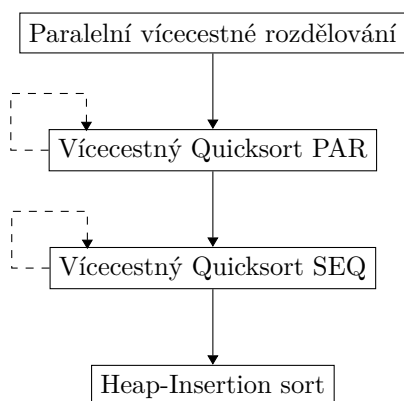 Paralelní vícecestné rozdělování
Vícecestný Quicksort PAR
Vícecestný Quicksort SEQ
Heap-Insertion sort